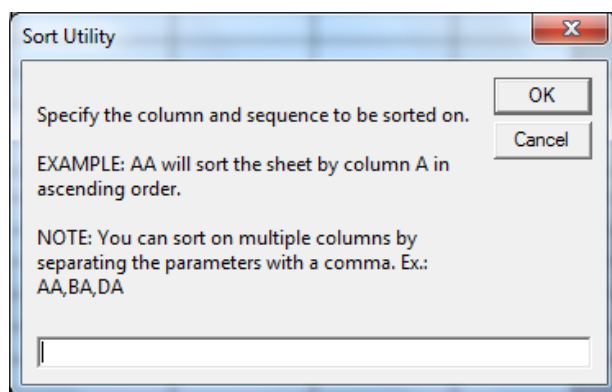 Sort Utility
OK
Specify the column and sequence to be sorted on.
Cancel
EXAMPLE: AA will sort the sheet by column A in
ascending order.
NOTE: You can sort on multiple columns by
separating the parameters with a comma. Ex.:
AA,BA,DA